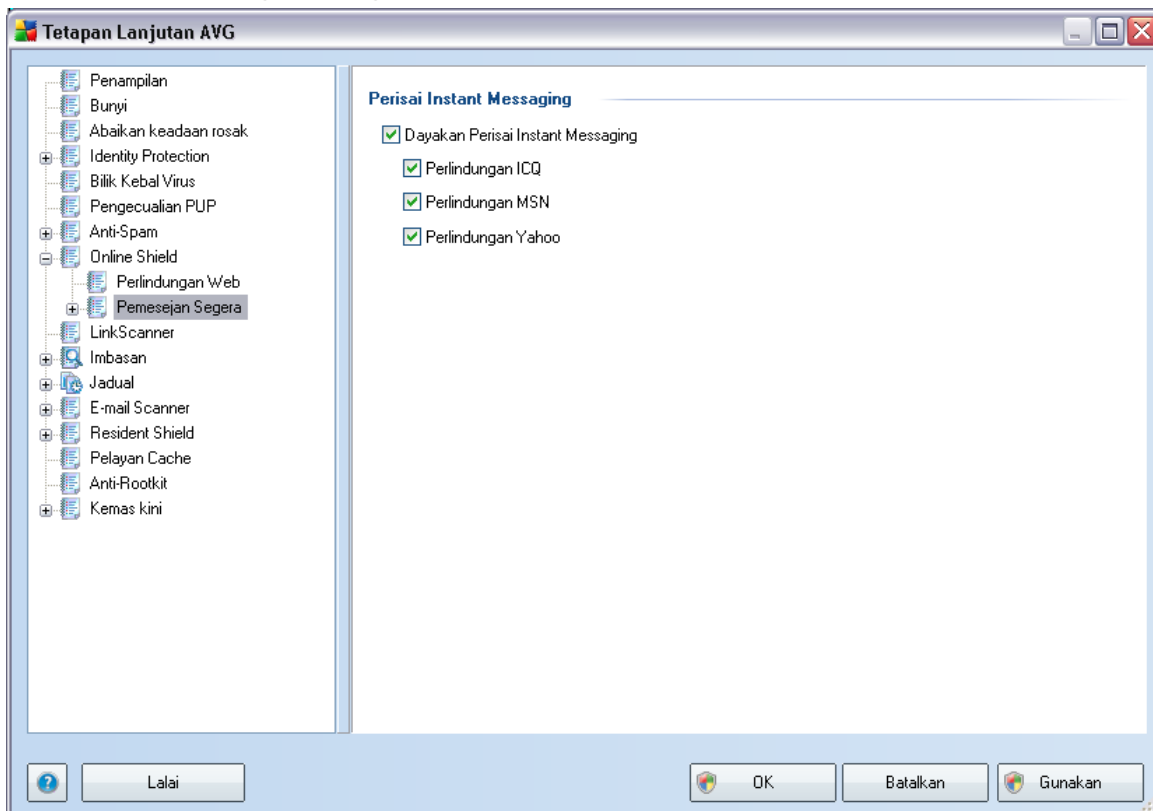 Tetapan Lanjutan AVG
Penampilan
Bunyi
Abaikan keadaan rosak
Identity Protection
Bilik Kebal Virus
Pengecualian PUP
Anti-Spam
Online Shield
Perlindungan Web
Pemesejan Segera
LinkScanner
Imbasan
Jadual
E-mail Scanner
Resident Shield
Pelayan Cache
Anti-Rootkit
Kemas kini
Perisai Instant Messaging
Dayakan Perisai Instant Messaging
Perlindungan ICQ
Perlindungan MSN
Perlindungan Yahoo
Lalai
OK
Batalkan
Gunakan